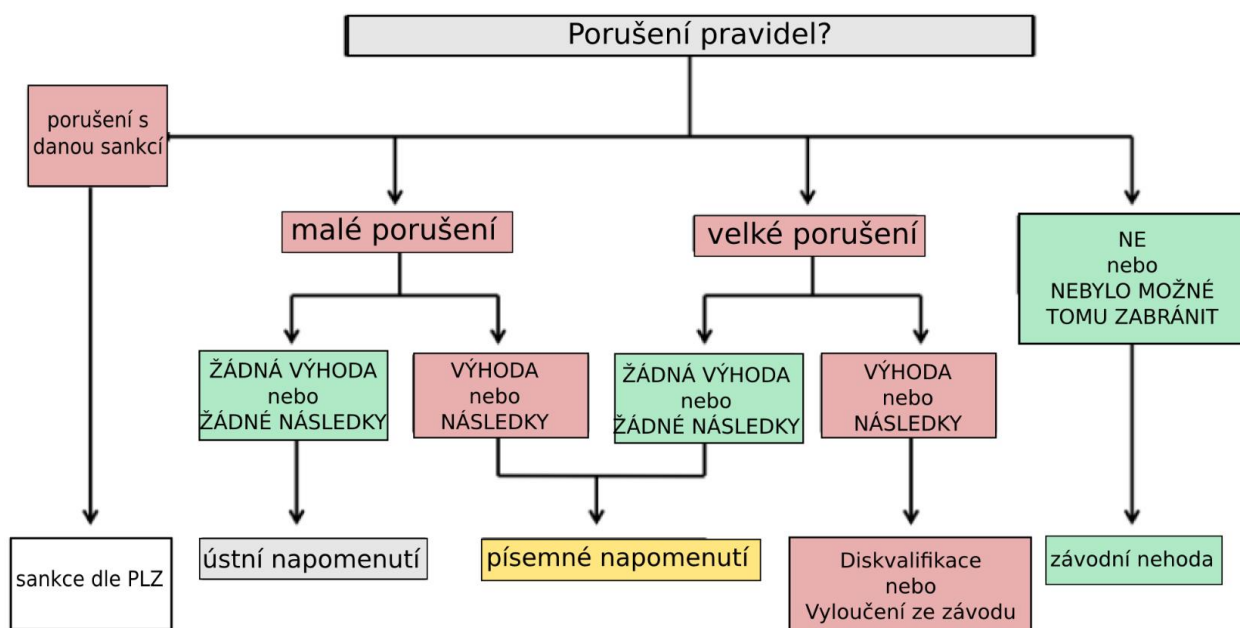 Porušení pravidel?
porušení s
danou sankcí
malé porušení
velké porušení
NE
nebo
NEBYLO MOŽNÉ
TOMU ZABRÁNIT
ŽÁDNÁ VÝHODA
nebo
ŽÁDNÉ NÁSLEDKY
VÝHODA
nebo
NÁSLEDKY
ŽÁDNÁ VÝHODA
nebo
ŽÁDNÉ NÁSLEDKY
VÝHODA
nebo
NÁSLEDKY
sankce dle PLZ
ústní napomenutí
písemné napomenutí
Diskvalifikace
nebo
Vyloučení ze závodu
závodní nehoda